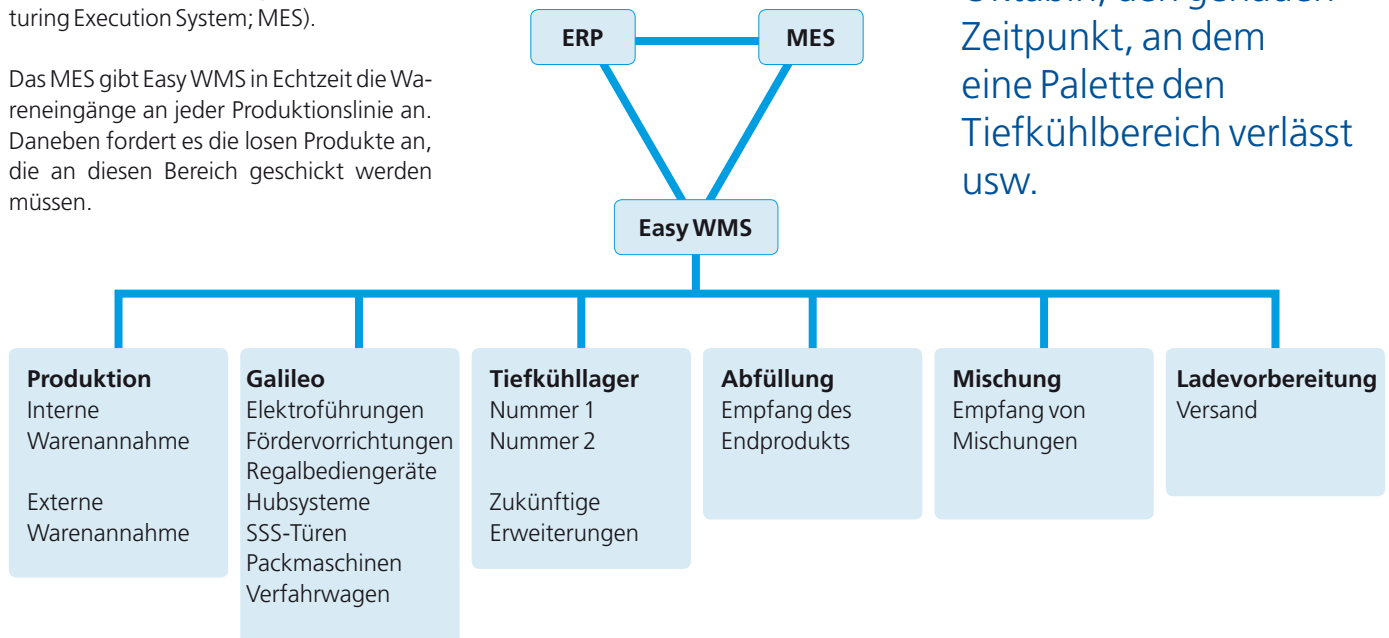 turing Execution System; MES).
Das MES gibt Easy WMS in Echtzeit die Wa-
reneingänge an jeder Produktionslinie an.
Daneben fordert es die losen Produkte an,
die an diesen Bereich geschickt werden
müssen.
Zeitpunkt, an dem
eine Palette den
Tiefkühlbereich verlässt
usw.
ERP
MES
Easy WMS
Produktion
Interne
Warenannahme
Externe
Warenannahme
Galileo
Elektroführungen
Fördervorrichtungen
Regalbediengeräte
Hubsysteme
SSS-Türen
Packmaschinen
Verfahrwagen
Tiefkühllager
Nummer 1
Nummer 2
Zukünftige
Erweiterungen
Abfüllung
Empfang des
Endprodukts
Mischung
Empfang von
Mischungen
Ladevorbereitung
Versand